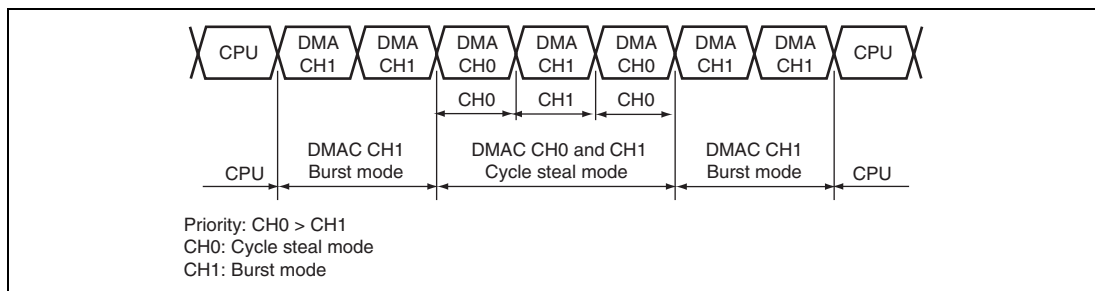 CPU DMA CH1 DMA CH1 DMA CH0 DMA CH1 DMA CH0 DMA CH1 DMA CH1 CPU
CH0 CH1 CH0
CPU DMAC CH1 Burst mode DMAC CH0 and CH1 Cycle steal mode DMAC CH1 Burst mode CPU
Priority: CH0 > CH1
CH0: Cycle steal mode
CH1: Burst mode